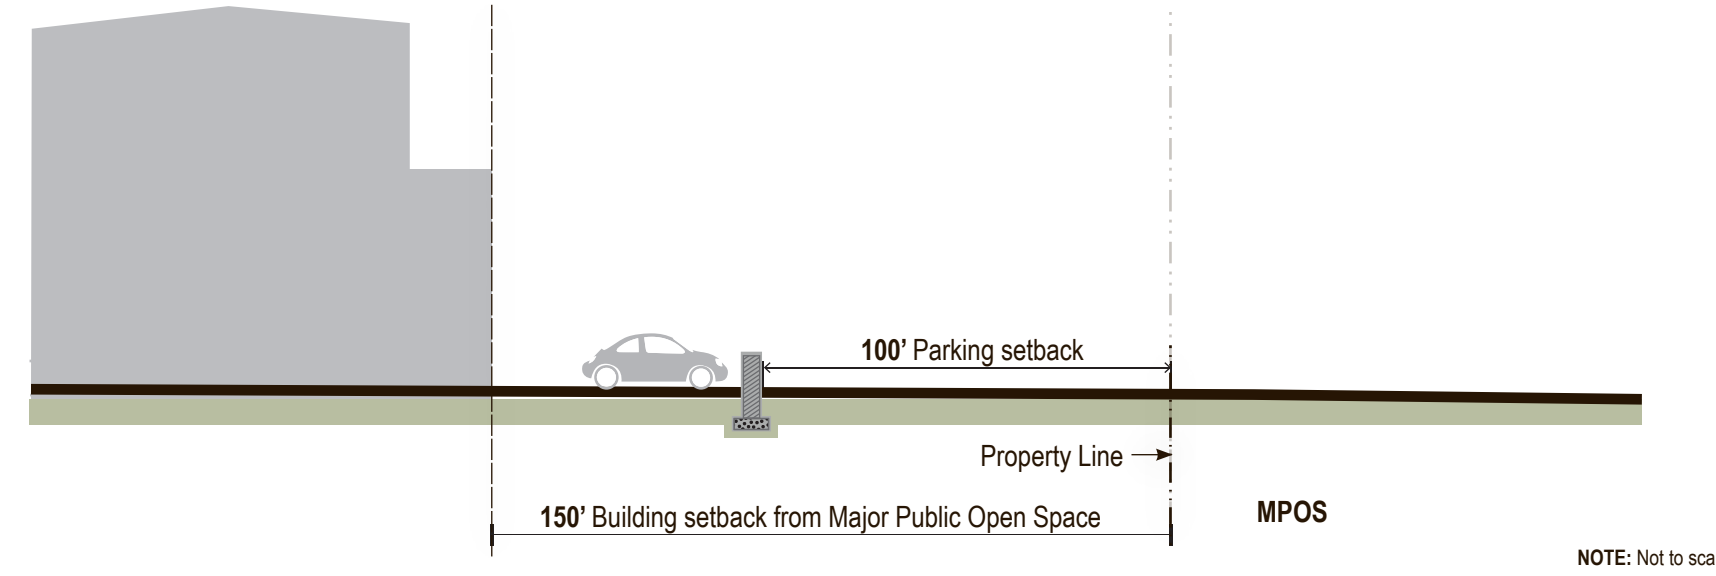 100’ Parking setback
Property Line
150’ Building setback from Major Public Open Space
MPOS
NOTE: Not to sca